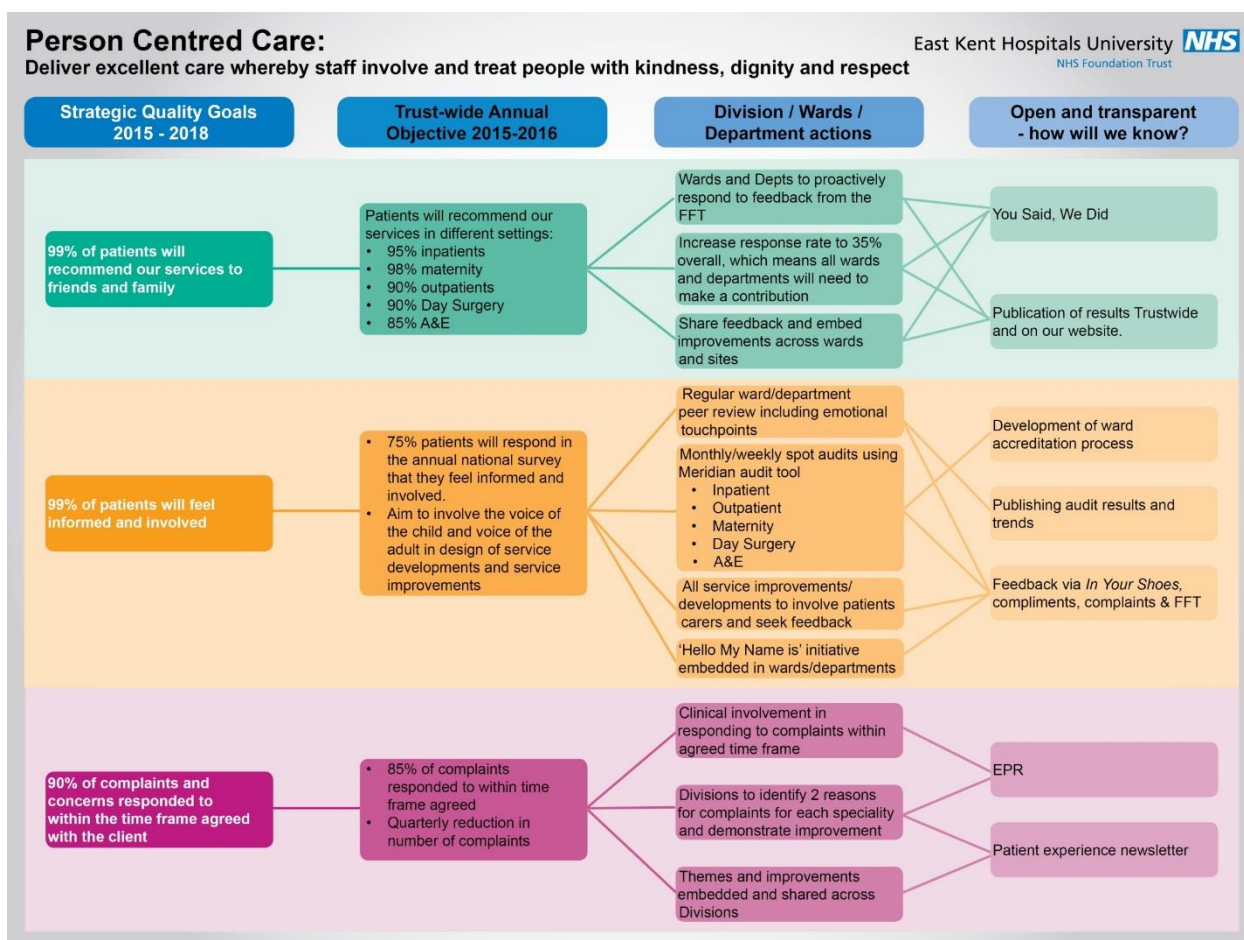 Person Centred Care:
Deliver excellent care whereby staff involve and treat people with kindness, dignity and respect
East Kent Hospitals University NHS
NHS Foundation Trust
Strategic Quality Goals
2015 - 2018
Trust-wide Annual
Objective 2015-2016
Division / Wards /
Department actions
Open and transparent
- how will we know?
99% of patients will
recommend our services to
friends and family
Patients will recommend our
services in different settings:
• 95% inpatients
• 98% maternity
• 90% outpatients
• 90% Day Surgery
• 85% A&E
Wards and Depts to proactively
respond to feedback from the
FFT
Increase response rate to 35%
overall, which means all wards
and departments will need to
make a contribution
Share feedback and embed
improvements across wards
and sites
You Said, We Did
Publication of results Trustwide
and on our website.
99% of patients will feel
informed and involved
• 75% patients will respond in
the annual national survey
that they feel informed and
involved.
• Aim to involve the voice of
the child and voice of the
adult in design of service
developments and service
improvements
Regular ward/department
peer review including emotional
touchpoints
Monthly/weekly spot audits using
Meridian audit tool
• Inpatient
• Outpatient
• Maternity
• Day Surgery
• A&E
All service improvements/
developments to involve patients
carers and seek feedback
‘Hello My Name is’ initiative
embedded in wards/departments
Development of ward
accreditation process
Publishing audit results and
trends
Feedback via In Your Shoes,
compliments, complaints & FFT
90% of complaints and
concerns responded to
within the time frame agreed
with the client
• 85% of complaints
responded to within time
frame agreed
• Quarterly reduction in
number of complaints
Clinical involvement in
responding to complaints within
agreed time frame
Divisions to identify 2 reasons
for complaints for each speciality
and demonstrate improvement
Themes and improvements
embedded and shared across
Divisions
EPR
Patient experience newsletter